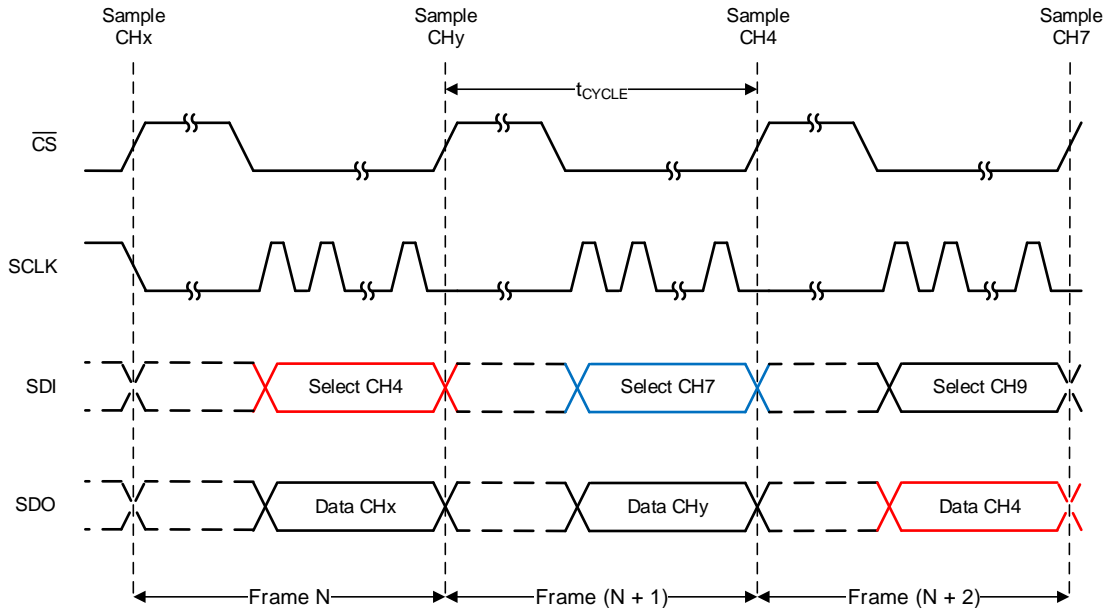 Sample
CHx
Sample
CHy
Sample
CH4
Sample
CH7
tCYCLE
CS
SCLK
SDI
Select CH4
Select CH7
Select CH9
SDO
Data CHx
Data CHy
Data CH4
Frame N
Frame (N + 1)
Frame (N + 2)